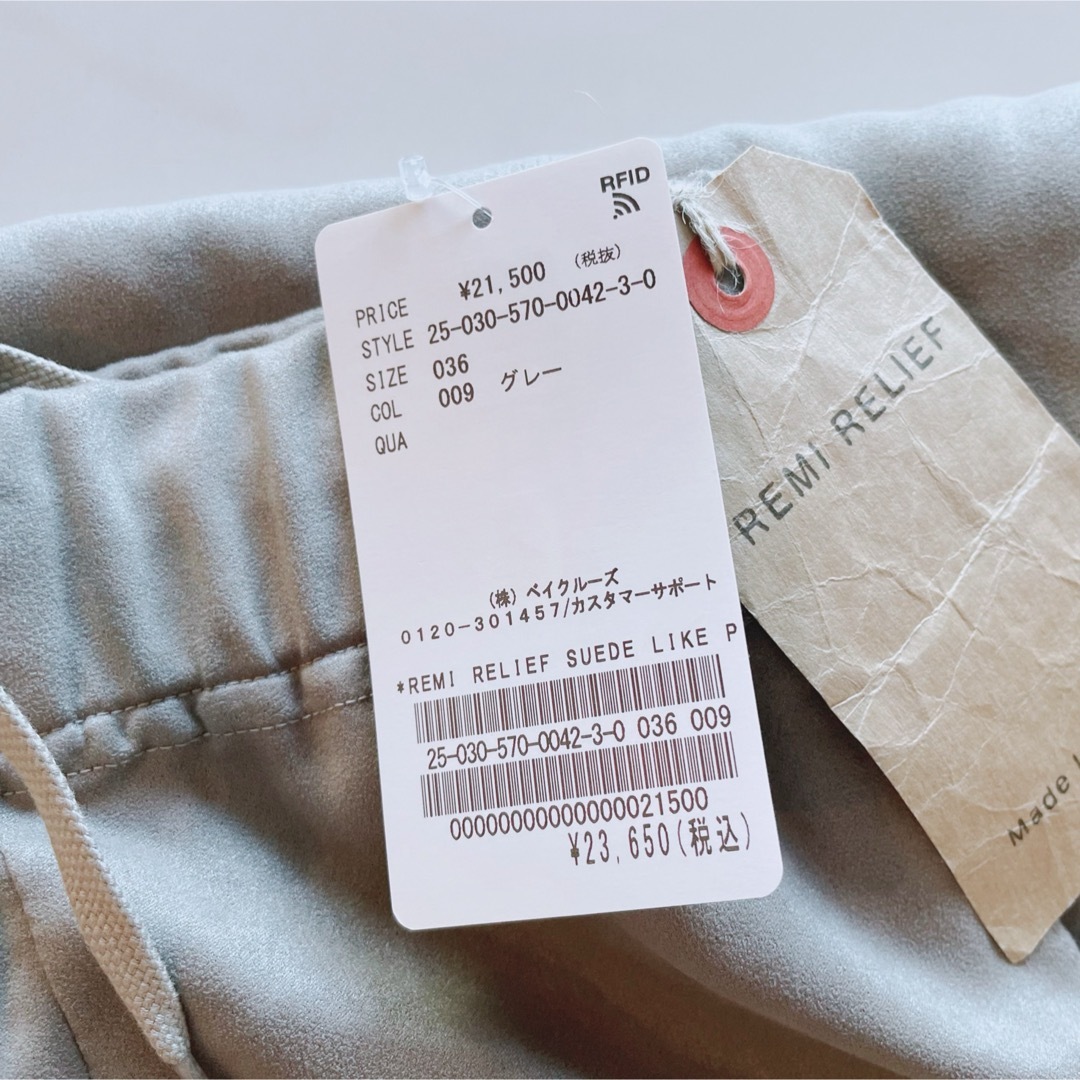 RFID
PRICE ¥21,500 (税抜)
STYLE 25-030-570-0042-3-0
SIZE 036
COL 009 グレー
QUA
(株) ベイクルーズ
0120-301457/カスタマーサポート
*REMI RELIEF SUEDE LIKE P
25-030-570-0042-3-0 036 009
0000000000000021500
¥23,650(税込)
REMI RELIEF
Made